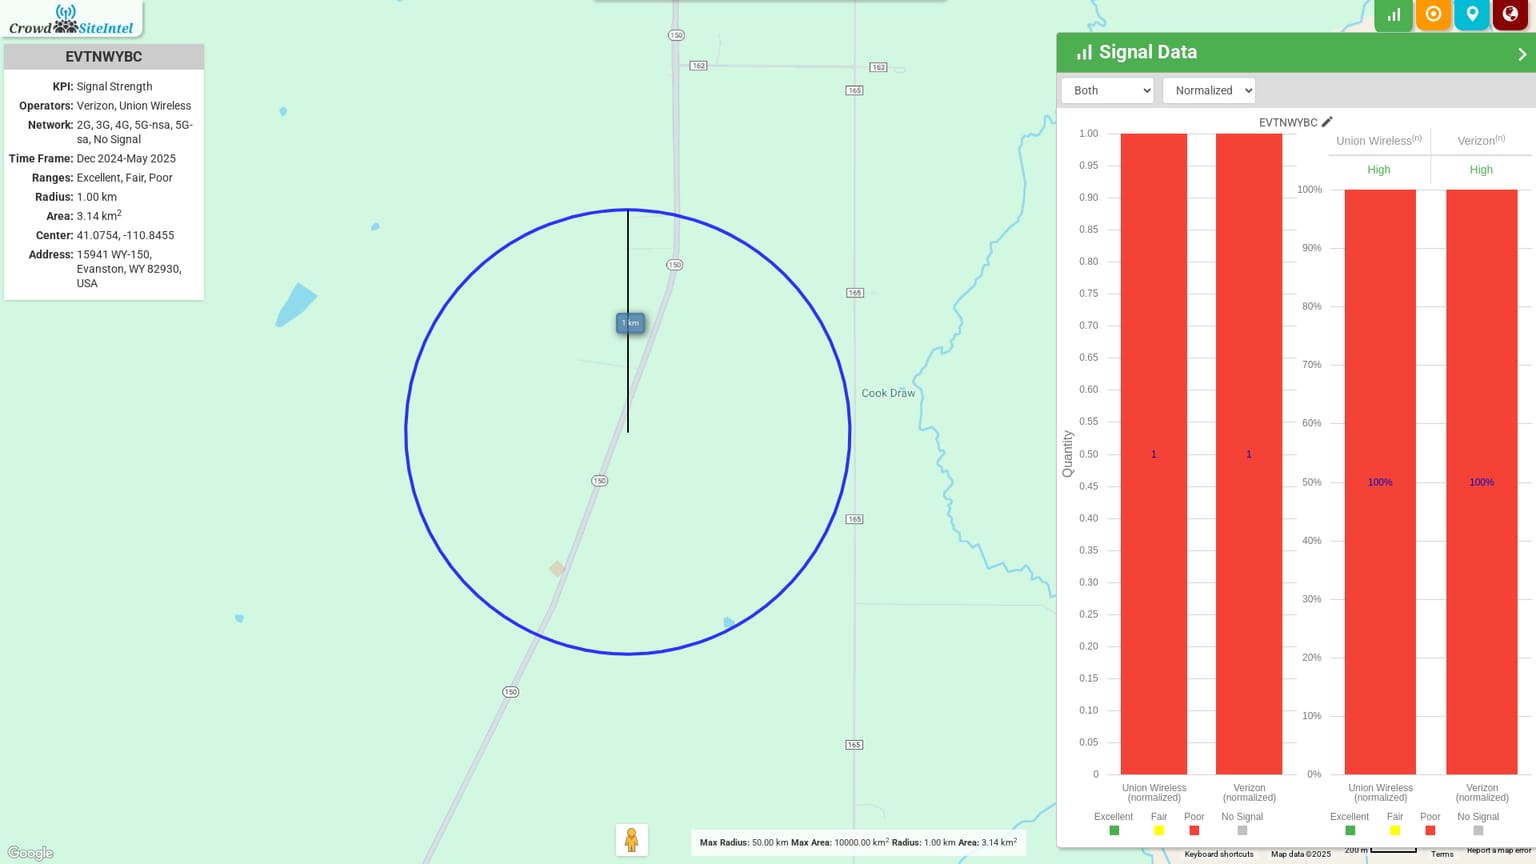 Crowd SiteIntel
EVTNWYBC
KPI: Signal Strength
Operators: Verizon, Union Wireless
Network: 2G, 3G, 4G, 5G-nsa, 5G-
sa, No Signal
Time Frame: Dec 2024-May 2025
Ranges: Excellent, Fair, Poor
Radius: 1.00 km
Area: 3.14 km2
Center: 41.0754, -110.8455
Address: 15941 WY-150,
Evanston, WY 82930,
USA
150
162
162
165
150
165
1 km
Cook Draw
150
165
150
165
Google
Max Radius: 50.00 km Max Area: 10000.00 km2 Radius: 1.00 km Area: 3.14 km2
Signal Data
Both
Normalized
EVTNWYBC
Quantity
1.00
0.95
0.90
0.85
0.80
0.75
0.70
0.65
0.60
0.55
0.50
0.45
0.40
0.35
0.30
0.25
0.20
0.15
0.10
0.05
0
1
1
Union Wireless
(normalized)
Verizon
(normalized)
Excellent
Fair
Poor
No Signal
Union Wireless(n)
Verizon(n)
High
High
100%
90%
80%
70%
60%
50%
40%
30%
20%
10%
0%
100%
100%
Union Wireless
(normalized)
Verizon
(normalized)
Excellent
Fair
Poor
No Signal
Keyboard shortcuts
Map data ©2025
200 m
Terms
Report a map error